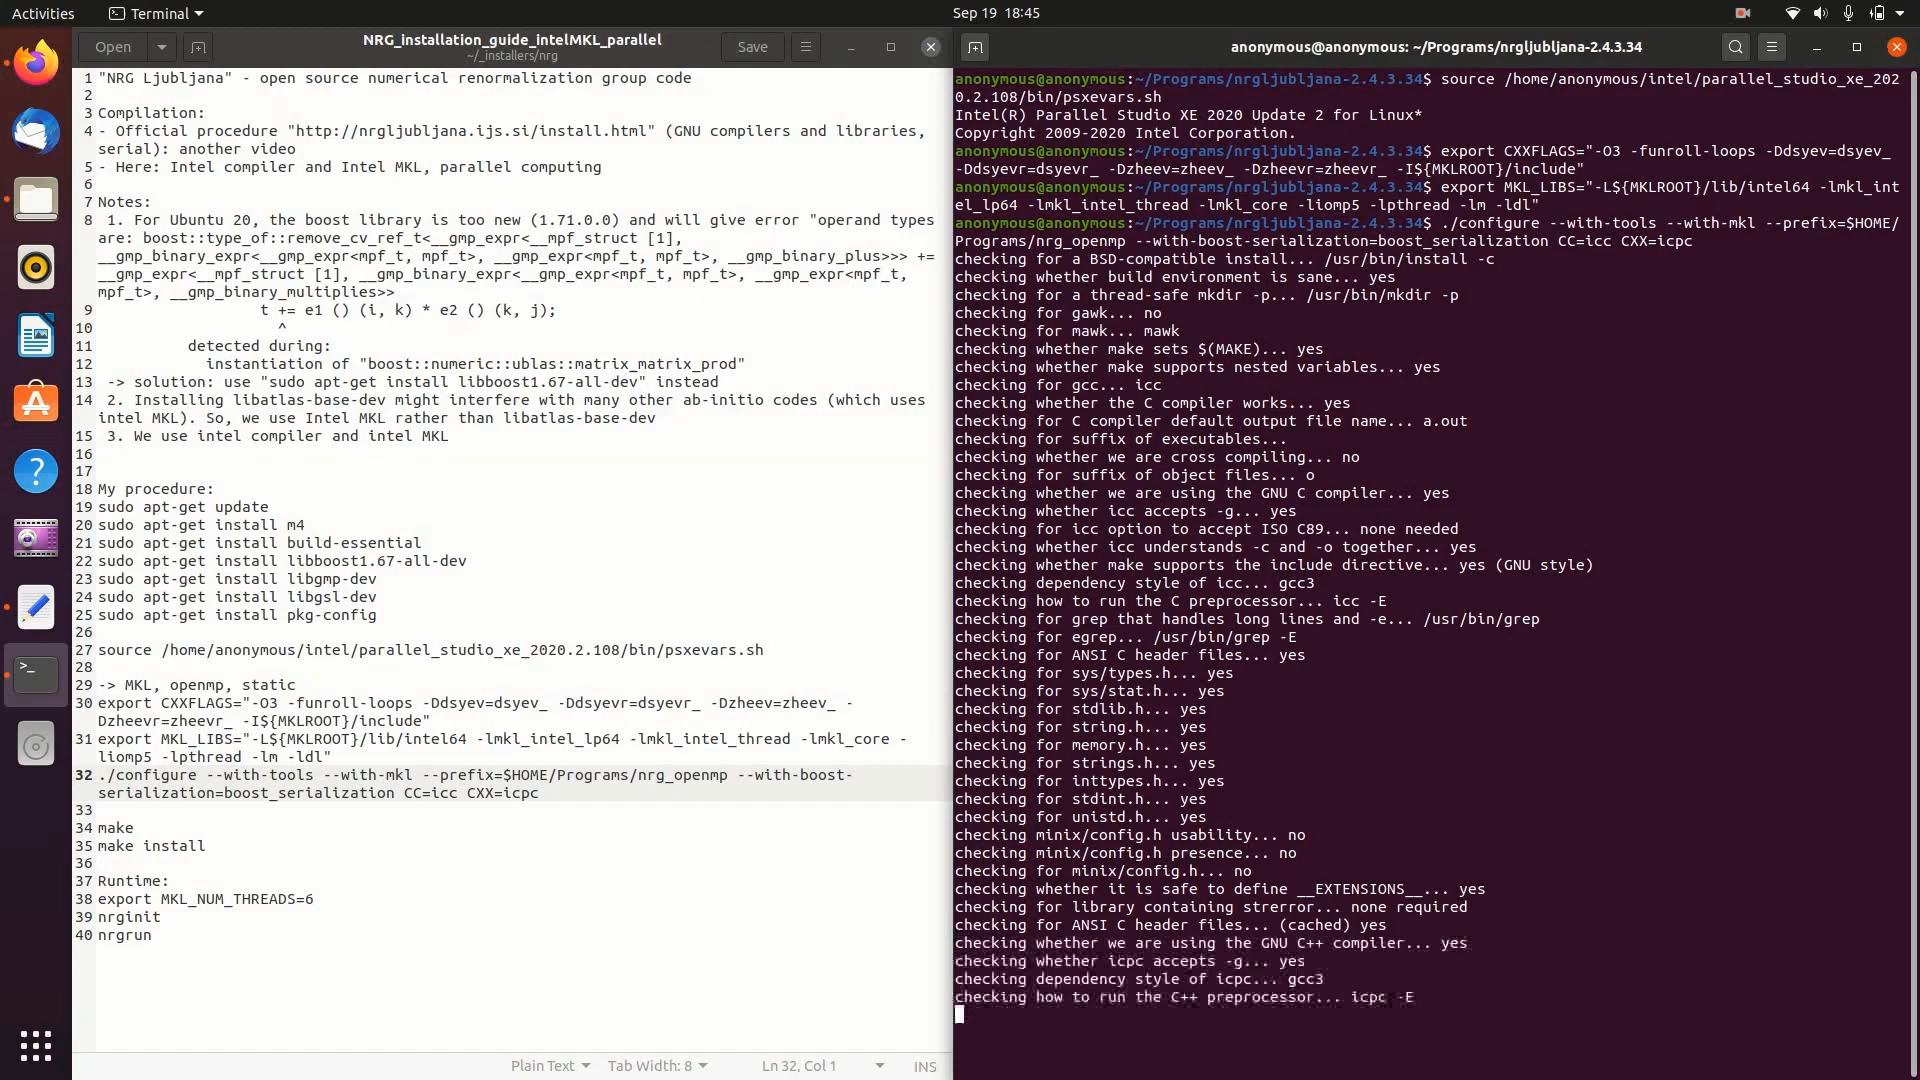 Activities
Terminal
Sep 19 18:45
Open
NRG_installation_guide_intelMKL_parallel
~/_installers/nrg
Save
1 "NRG Ljubljana" - open source numerical renormalization group code
2
3 Compilation:
4 - Official procedure "http://nrgljubljana.ijs.si/install.html" (GNU compilers and libraries,
serial): another video
5 - Here: Intel compiler and Intel MKL, parallel computing
6
7 Notes:
8  1. For Ubuntu 20, the boost library is too new (1.71.0.0) and will give error "operand types
are: boost::type_of::remove_cv_ref_t<__gmp_expr<__mpf_struct [1],
__gmp_binary_expr<__gmp_expr<mpf_t, mpf_t>, __gmp_expr<mpf_t, mpf_t>, __gmp_binary_plus>>> +=
__gmp_expr<__mpf_struct [1], __gmp_binary_expr<__gmp_expr<mpf_t, mpf_t>, __gmp_expr<mpf_t,
mpf_t>, __gmp_binary_multiplies>>
9                   t += e1 () (i, k) * e2 () (k, j);
10                     ^
11           detected during:
12             instantiation of "boost::numeric::ublas::matrix_matrix_prod"
13  -> solution: use "sudo apt-get install libboost1.67-all-dev" instead
14  2. Installing libatlas-base-dev might interfere with many other ab-initio codes (which uses
intel MKL). So, we use Intel MKL rather than libatlas-base-dev
15  3. We use intel compiler and intel MKL
16
17
18 My procedure:
19 sudo apt-get update
20 sudo apt-get install m4
21 sudo apt-get install build-essential
22 sudo apt-get install libboost1.67-all-dev
23 sudo apt-get install libgmp-dev
24 sudo apt-get install libgsl-dev
25 sudo apt-get install pkg-config
26
27 source /home/anonymous/intel/parallel_studio_xe_2020.2.108/bin/psxevars.sh
28
29 -> MKL, openmp, static
30 export CXXFLAGS="-O3 -funroll-loops -Ddsyev=dsyev_ -Ddsyevr=dsyevr_ -Dzheev=zheev_ -
Dzheevr=zheevr_ -I${MKLROOT}/include"
31 export MKL_LIBS="-L${MKLROOT}/lib/intel64 -lmkl_intel_lp64 -lmkl_intel_thread -lmkl_core -
liomp5 -lpthread -lm -ldl"
32 ./configure --with-tools --with-mkl --prefix=$HOME/Programs/nrg_openmp --with-boost-
serialization=boost_serialization CC=icc CXX=icpc
33
34 make
35 make install
36
37 Runtime:
38 export MKL_NUM_THREADS=6
39 nrginit
40 nrgrun
Plain Text
Tab Width: 8
Ln 32, Col 1
INS
anonymous@anonymous: ~/Programs/nrgljubljana-2.4.3.34
anonymous@anonymous:~/Programs/nrgljubljana-2.4.3.34$ source /home/anonymous/intel/parallel_studio_xe_202
0.2.108/bin/psxevars.sh
Intel(R) Parallel Studio XE 2020 Update 2 for Linux*
Copyright 2009-2020 Intel Corporation.
anonymous@anonymous:~/Programs/nrgljubljana-2.4.3.34$ export CXXFLAGS="-O3 -funroll-loops -Ddsyev=dsyev_
-Ddsyevr=dsyevr_ -Dzheev=zheev_ -Dzheevr=zheevr_ -I${MKLROOT}/include"
anonymous@anonymous:~/Programs/nrgljubljana-2.4.3.34$ export MKL_LIBS="-L${MKLROOT}/lib/intel64 -lmkl_int
el_lp64 -lmkl_intel_thread -lmkl_core -liomp5 -lpthread -lm -ldl"
anonymous@anonymous:~/Programs/nrgljubljana-2.4.3.34$ ./configure --with-tools --with-mkl --prefix=$HOME/
Programs/nrg_openmp --with-boost-serialization=boost_serialization CC=icc CXX=icpc
checking for a BSD-compatible install... /usr/bin/install -c
checking whether build environment is sane... yes
checking for a thread-safe mkdir -p... /usr/bin/mkdir -p
checking for gawk... no
checking for mawk... mawk
checking whether make sets $(MAKE)... yes
checking whether make supports nested variables... yes
checking for gcc... icc
checking whether the C compiler works... yes
checking for C compiler default output file name... a.out
checking for suffix of executables...
checking whether we are cross compiling... no
checking for suffix of object files... o
checking whether we are using the GNU C compiler... yes
checking whether icc accepts -g... yes
checking for icc option to accept ISO C89... none needed
checking whether icc understands -c and -o together... yes
checking whether make supports the include directive... yes (GNU style)
checking dependency style of icc... gcc3
checking how to run the C preprocessor... icc -E
checking for grep that handles long lines and -e... /usr/bin/grep
checking for egrep... /usr/bin/grep -E
checking for ANSI C header files... yes
checking for sys/types.h... yes
checking for sys/stat.h... yes
checking for stdlib.h... yes
checking for string.h... yes
checking for memory.h... yes
checking for strings.h... yes
checking for inttypes.h... yes
checking for stdint.h... yes
checking for unistd.h... yes
checking minix/config.h usability... no
checking minix/config.h presence... no
checking for minix/config.h... no
checking whether it is safe to define __EXTENSIONS__... yes
checking for library containing strerror... none required
checking for ANSI C header files... (cached) yes
checking whether we are using the GNU C++ compiler... yes
checking whether icpc accepts -g... yes
checking dependency style of icpc... gcc3
checking how to run the C++ preprocessor... icpc -E